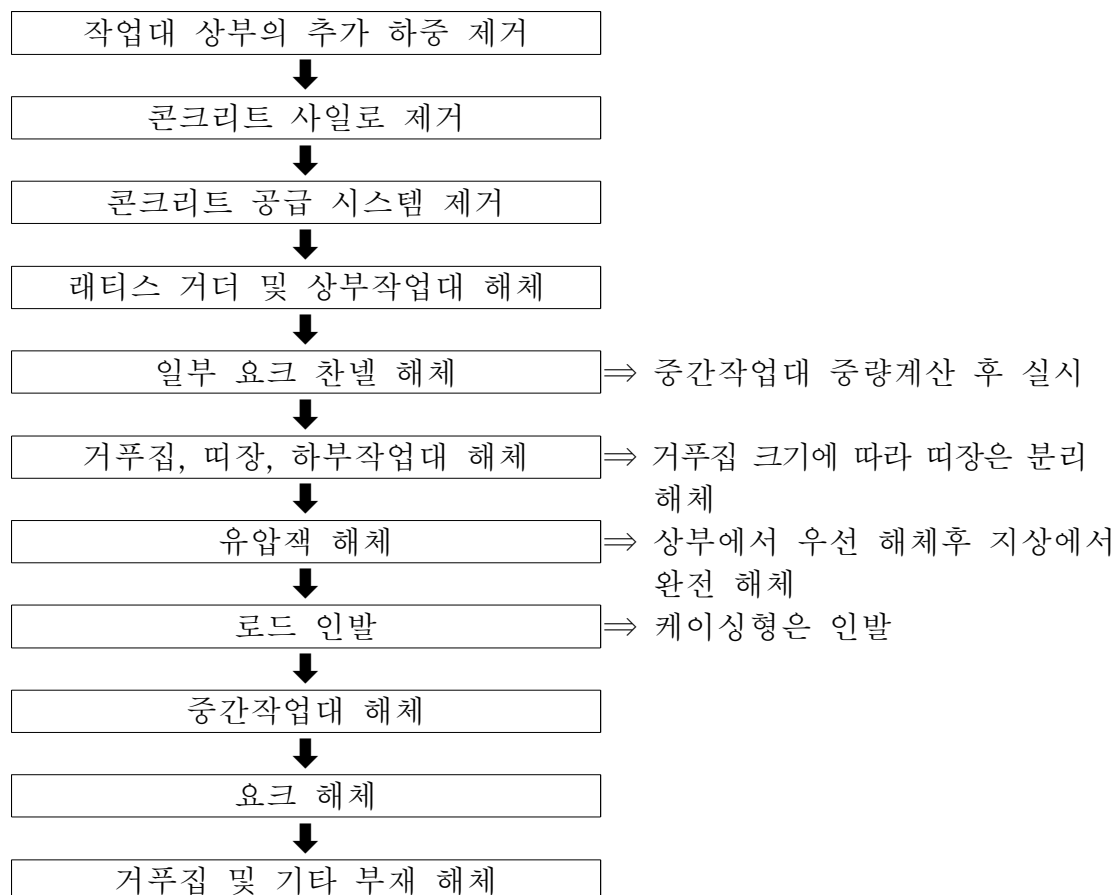 작업대 상부의 추가 하중 제거
콘크리트 사일로 제거
콘크리트 공급 시스템 제거
래티스 거더 및 상부작업대 해체
일부 요크 찬넬 해체 ⇒ 중간작업대 중량계산 후 실시
거푸집, 띠장, 하부작업대 해체 ⇒ 거푸집 크기에 따라 띠장은 분리
해체
유압잭 해체 ⇒ 상부에서 우선 해체후 지상에서
완전 해체
로드 인발 ⇒ 케이싱형은 인발
중간작업대 해체
요크 해체
거푸집 및 기타 부재 해체